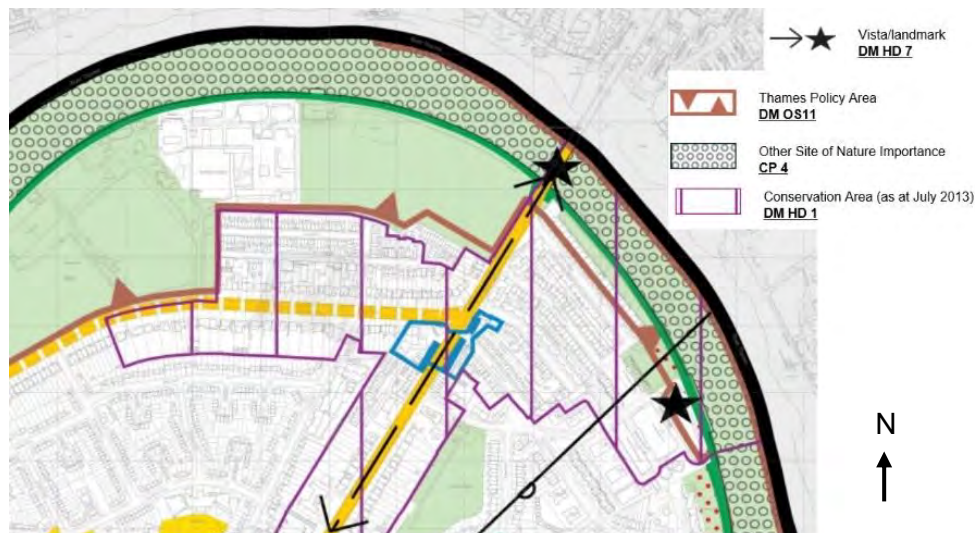 Vista/landmark
DM HD 7
Thames Policy Area
DM OS11
Other Site of Nature Importance
CP 4
Conservation Area (as at July 2013)
DM HD 1
N